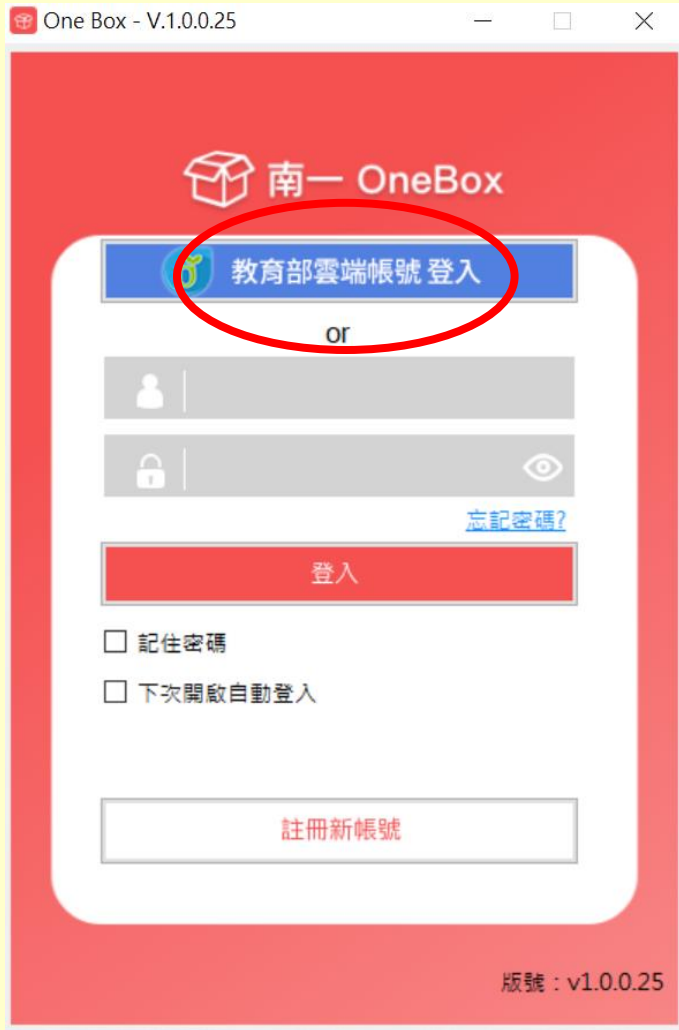 One Box - V.1.0.0.25
南一 OneBox
教育部雲端帳號 登入
or
忘記密碼?
登入
記住密碼
下次開啟自動登入
註冊新帳號
版號：v1.0.0.25